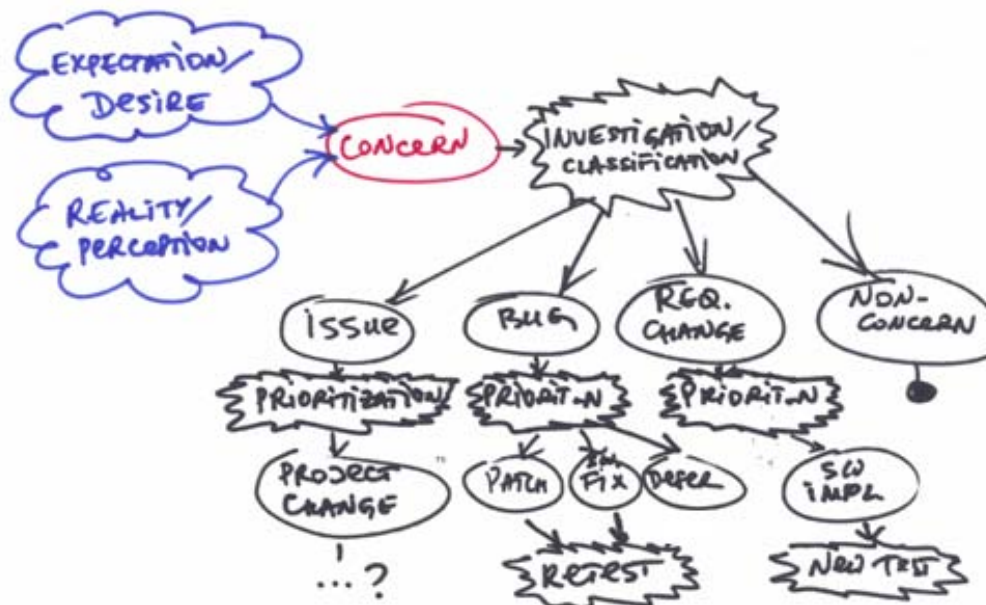 EXPECTATION/
DESIRE
REALITY/
PERCEPTION
CONCERN
INVESTIGATION/
CLASSIFICATION
ISSUE
BUG
REQ.
CHANGE
NON-
CONCERN
PRIORITIZATION
PRIORIT-N
PRIORIT-N
PROJECT
CHANGE
PATCH
FIX
DEFER
SW
IMPL
...?
RETEST
NEW TEST